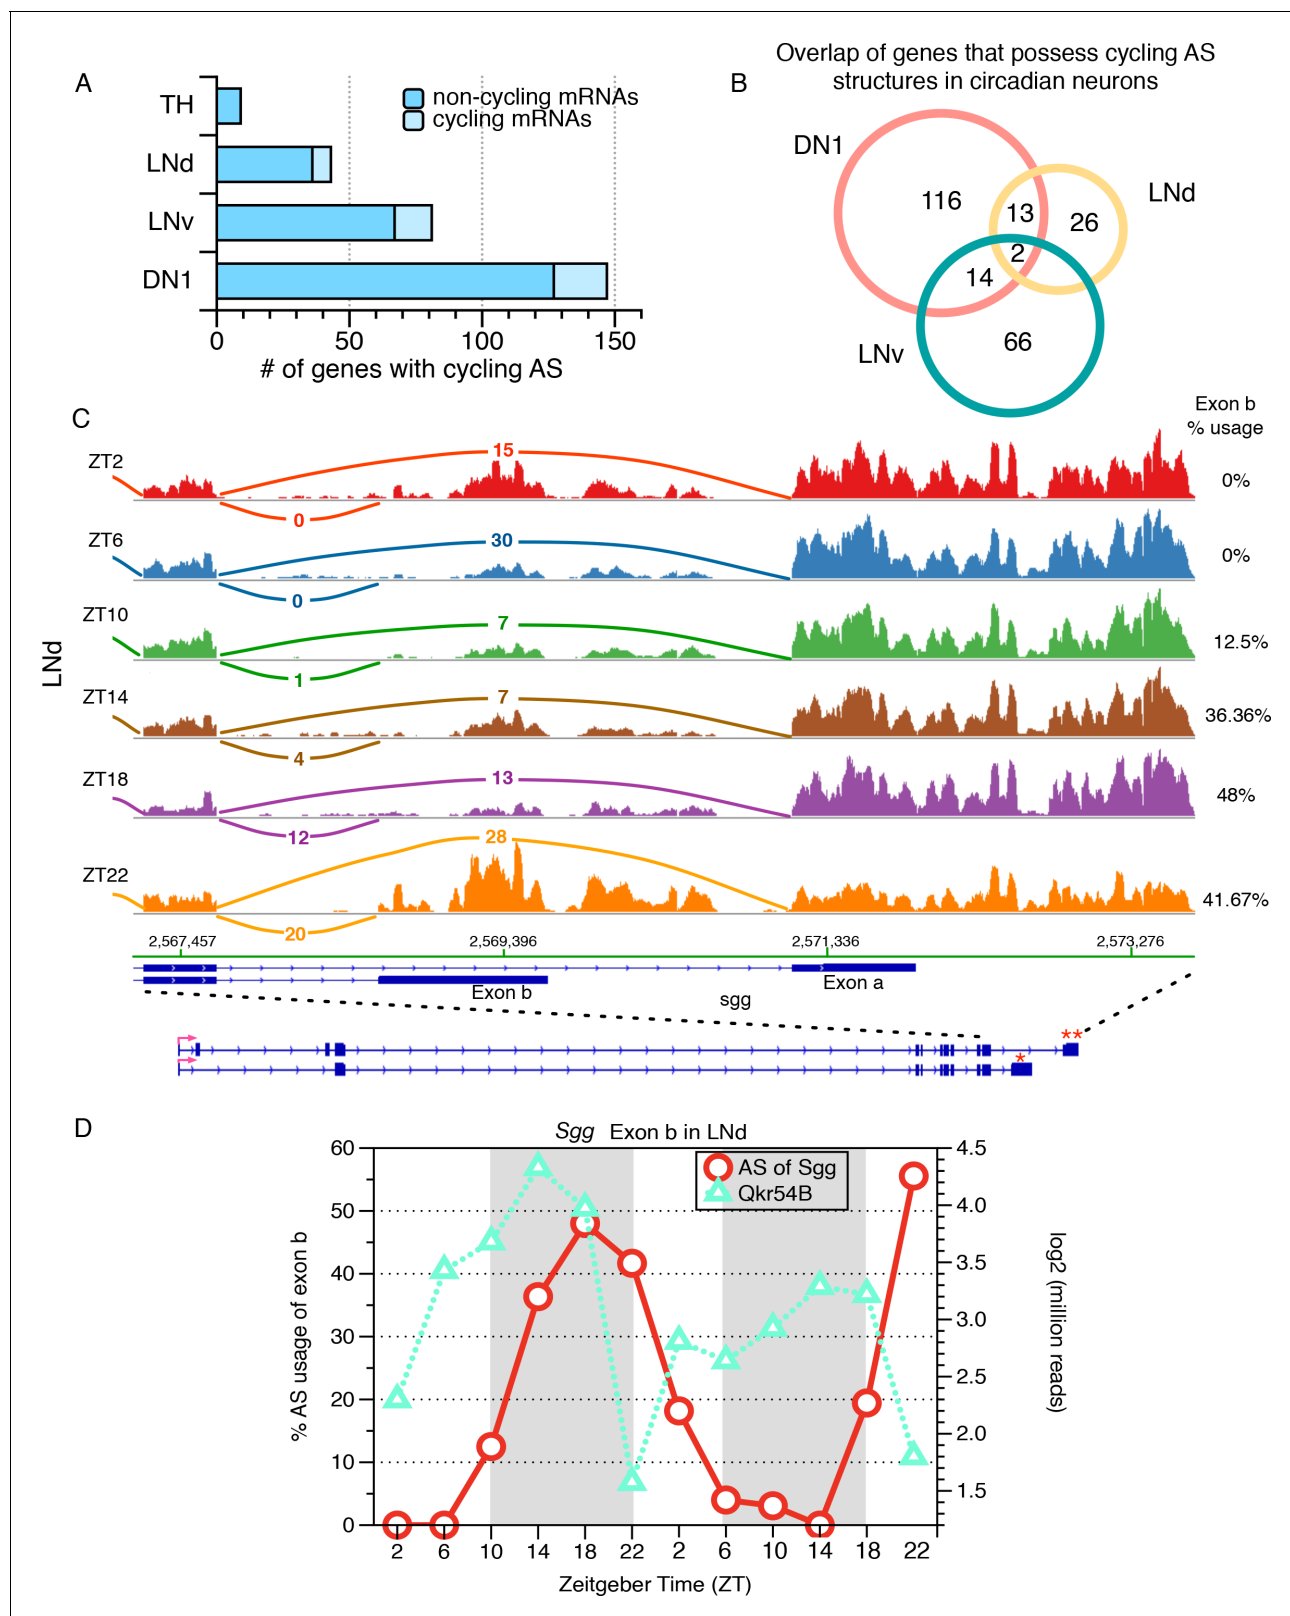 A
TH
LNd
LNv
DN1
non-cycling mRNAs
cycling mRNAs
0 50 100 150
# of genes with cycling AS
B
Overlap of genes that possess cycling AS
structures in circadian neurons
DN1
LNd
LNv
116
13
26
2
14
66
C
Exon b
% usage
LNd
ZT2
15
0
0%
ZT6
30
0
0%
ZT10
7
1
12.5%
ZT14
7
4
36.36%
ZT18
13
12
48%
ZT22
28
20
41.67%
2,567,457 2,569,396 2,571,336 2,573,276
Exon b
Exon a
sgg
**
*
D
Sgg Exon b in LNd
AS of Sgg
Qkr54B
% AS usage of exon b
60
50
40
30
20
10
0
4.5
4.0
3.5
3.0
2.5
2.0
1.5
log2 (million reads)
2 6 10 14 18 22 2 6 10 14 18 22
Zeitgeber Time (ZT)